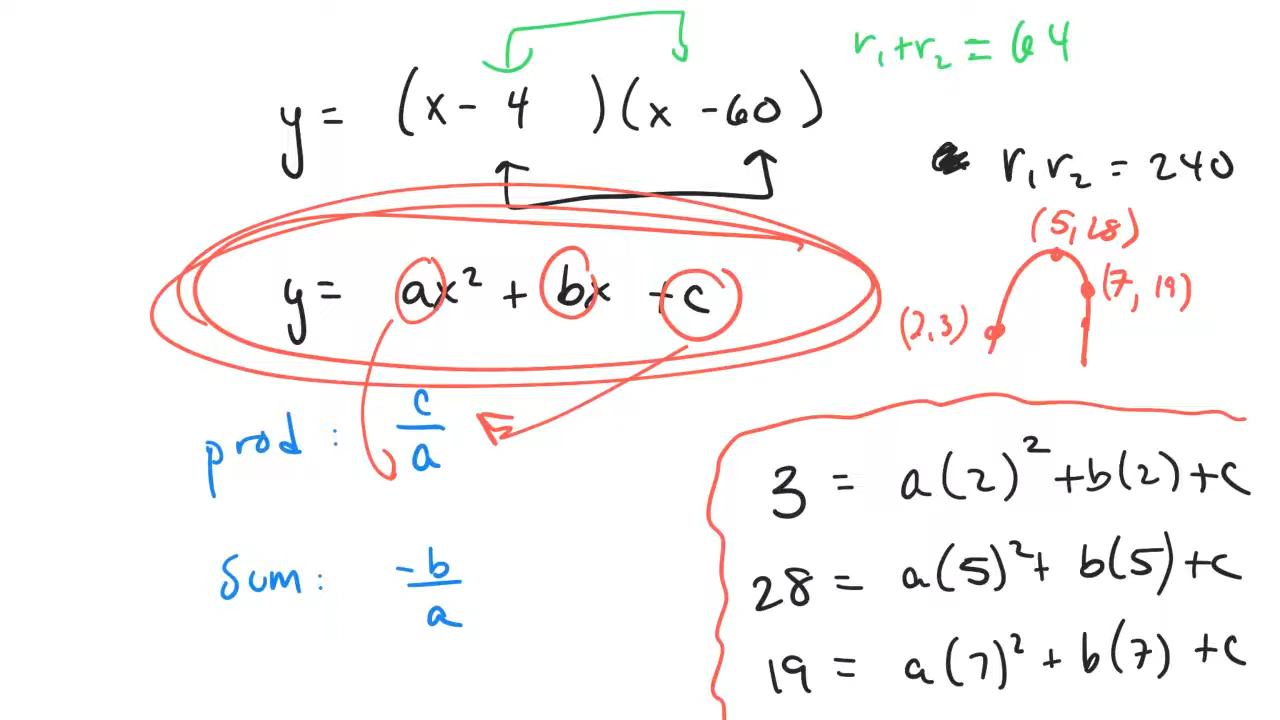 r₁+r₂ = 64
y = (x - 4 )(x - 60)
r₁r₂ = 240
(5, 28)
y = ax² + bx + c
(7, 19)
(2, 3)
prod : c/a
3 = a(2)² + b(2) + c
28 = a(5)² + b(5) + c
sum : -b/a
19 = a(7)² + b(7) + c